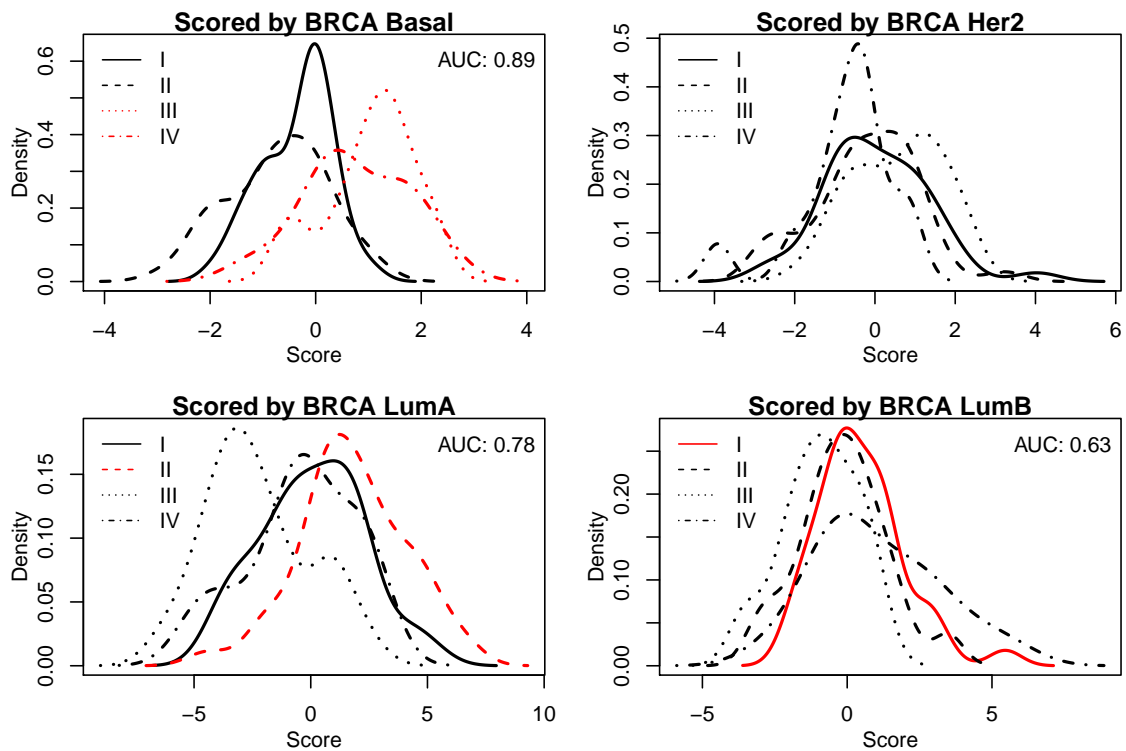 Scored by BRCA Basal
AUC: 0.89
I
II
III
IV
Density
0.0
0.2
0.4
0.6
−4
−2
0
2
4
Score
Scored by BRCA Her2
I
II
III
IV
Density
0.0
0.1
0.2
0.3
0.4
0.5
−4
−2
0
2
4
6
Score
Scored by BRCA LumA
AUC: 0.78
I
II
III
IV
Density
0.00
0.05
0.10
0.15
−5
0
5
10
Score
Scored by BRCA LumB
AUC: 0.63
I
II
III
IV
Density
0.00
0.10
0.20
−5
0
5
Score